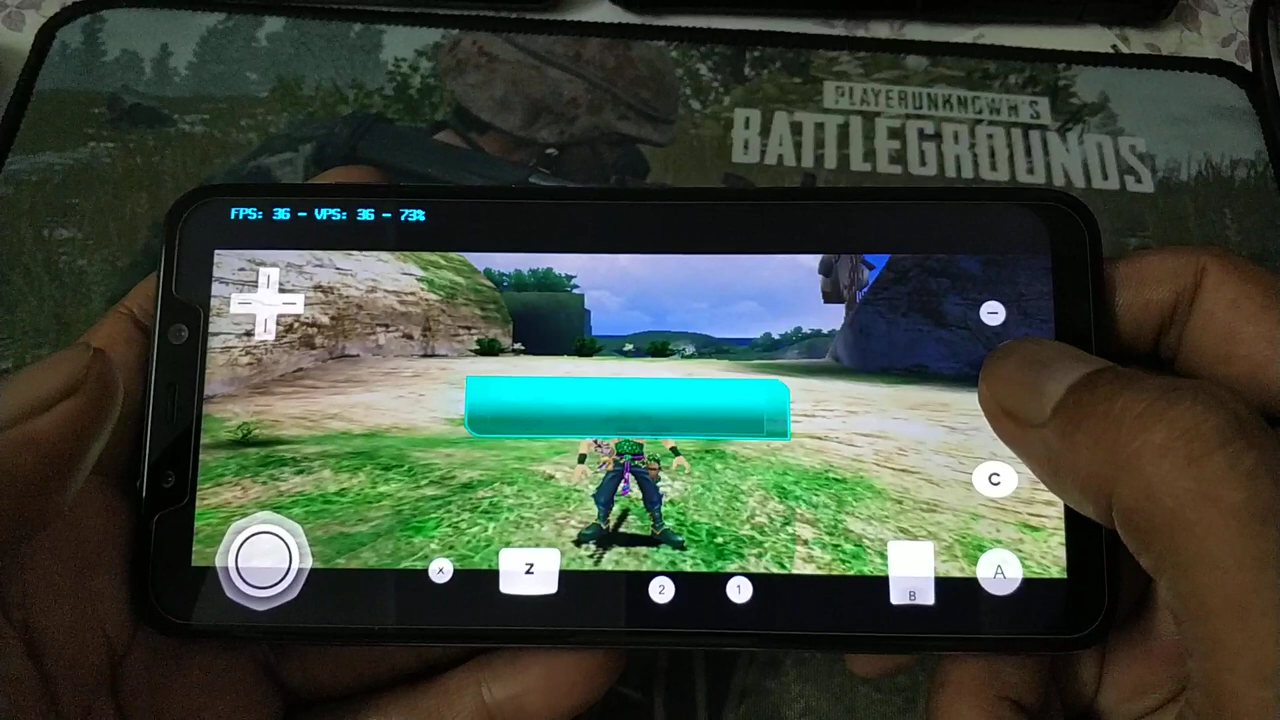 PLAYERUNKNOWN'S
BATTLEGROUNDS
FPS: 36 - VPS: 36 - 73%
C
X
Z
2
1
B
A